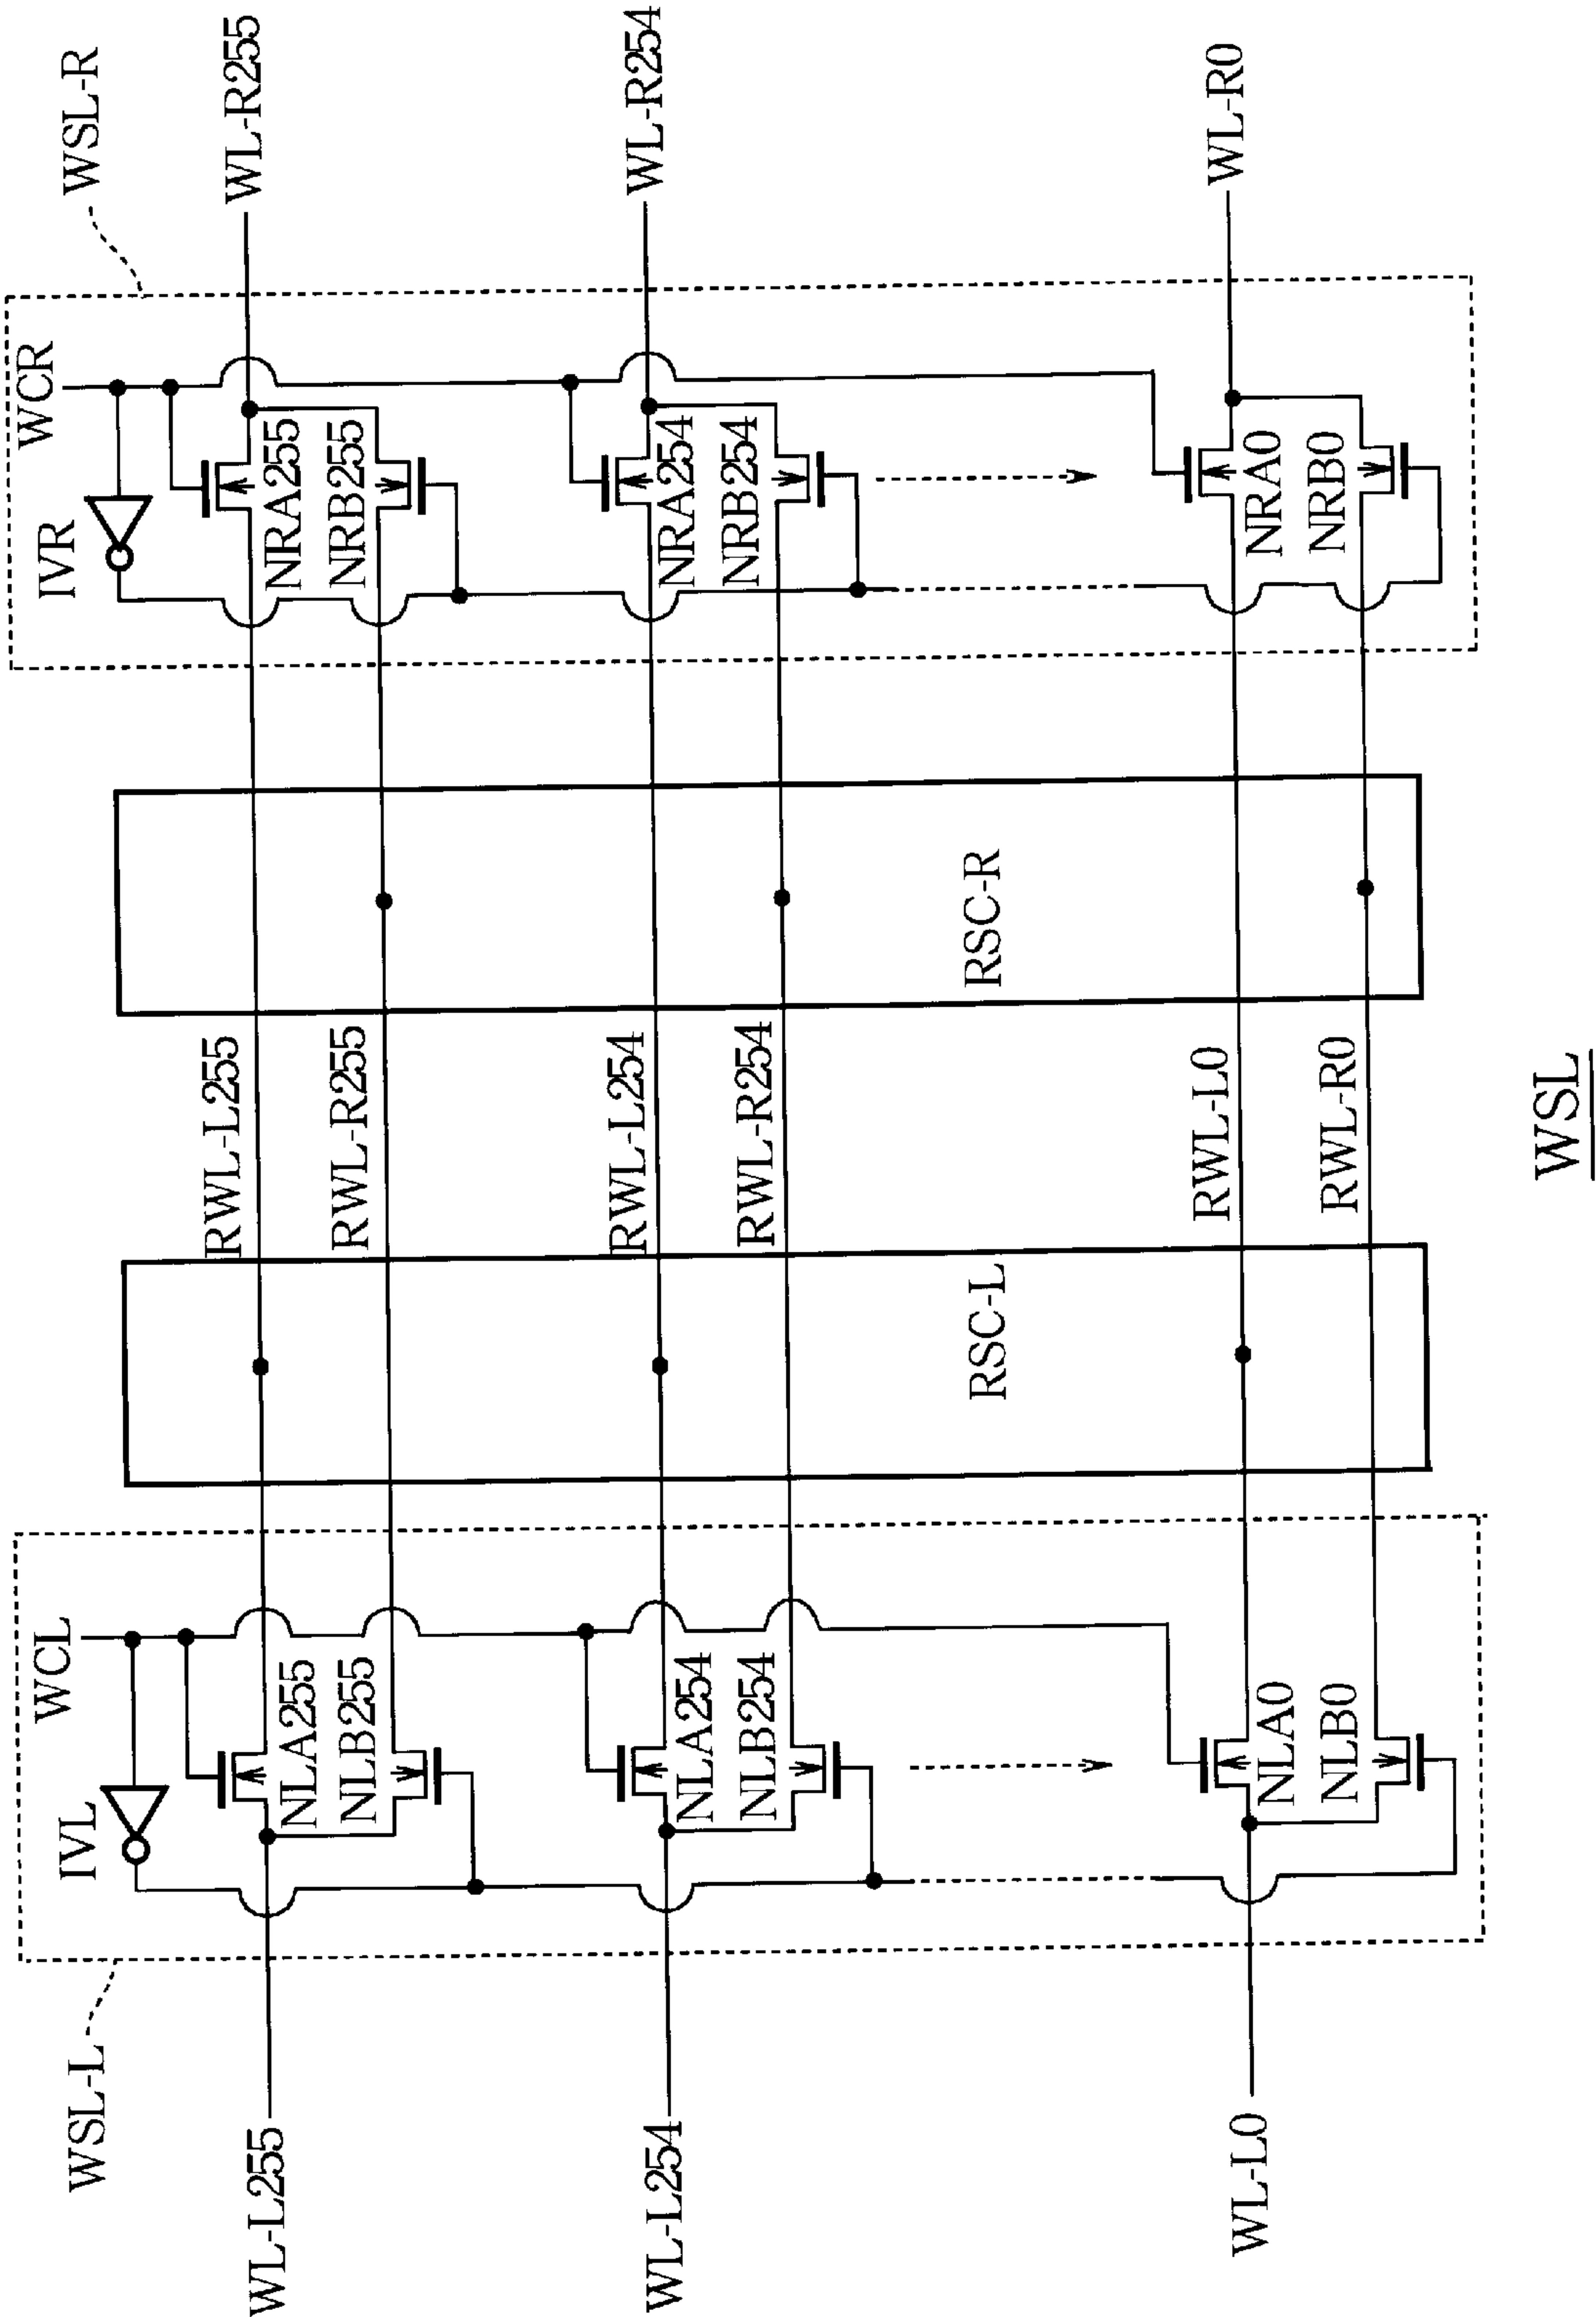 WSL-L
WSL-R
WCL
WCR
IVL
IVR
WL-L255
NLA255
NLB255
RWL-L255
RWL-R255
NRA255
NRB255
WL-R255
WL-L254
NLA254
NLB254
RWL-L254
RWL-R254
NRA254
NRB254
WL-R254
RSC-L
RSC-R
WL-L0
NLA0
NLB0
RWL-L0
RWL-R0
NRA0
NRB0
WL-R0
WSL